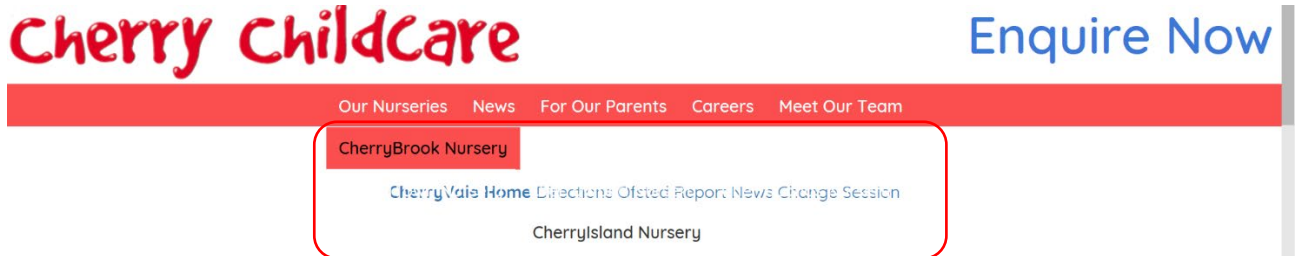 Cherry Childcare
Enquire Now
Our Nurseries News For Our Parents Careers Meet Our Team
CherryBrook Nursery
CherryVale Home Directions Ofsted Report News Change Session
CherryIsland Nursery